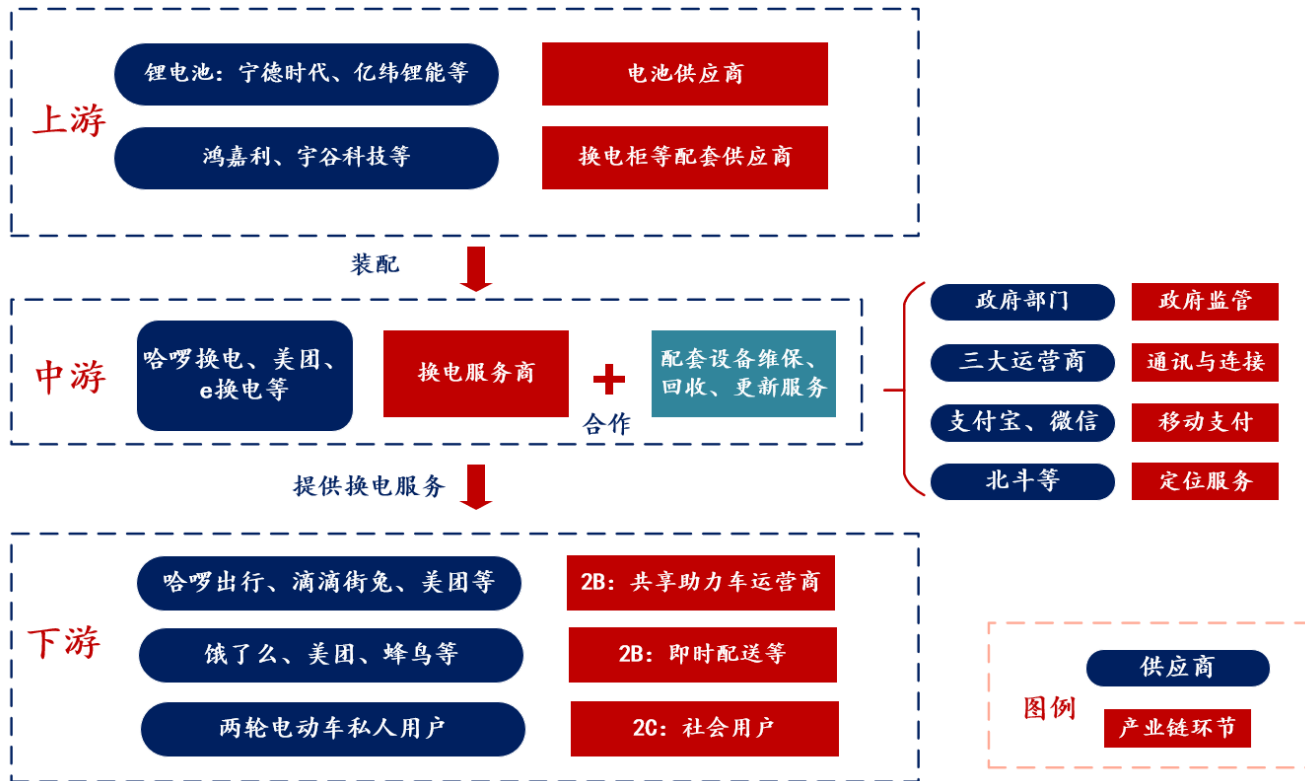 上游
锂电池：宁德时代、亿纬锂能等
电池供应商
鸿嘉利、宇谷科技等
换电柜等配套供应商
装配
中游
哈啰换电、美团、
e换电等
换电服务商
合作
配套设备维保、
回收、更新服务
政府部门
政府监管
三大运营商
通讯与连接
支付宝、微信
移动支付
北斗等
定位服务
提供换电服务
下游
哈啰出行、滴滴街兔、美团等
2B：共享助力车运营商
饿了么、美团、蜂鸟等
2B：即时配送等
两轮电动车私人用户
2C：社会用户
图例
供应商
产业链环节